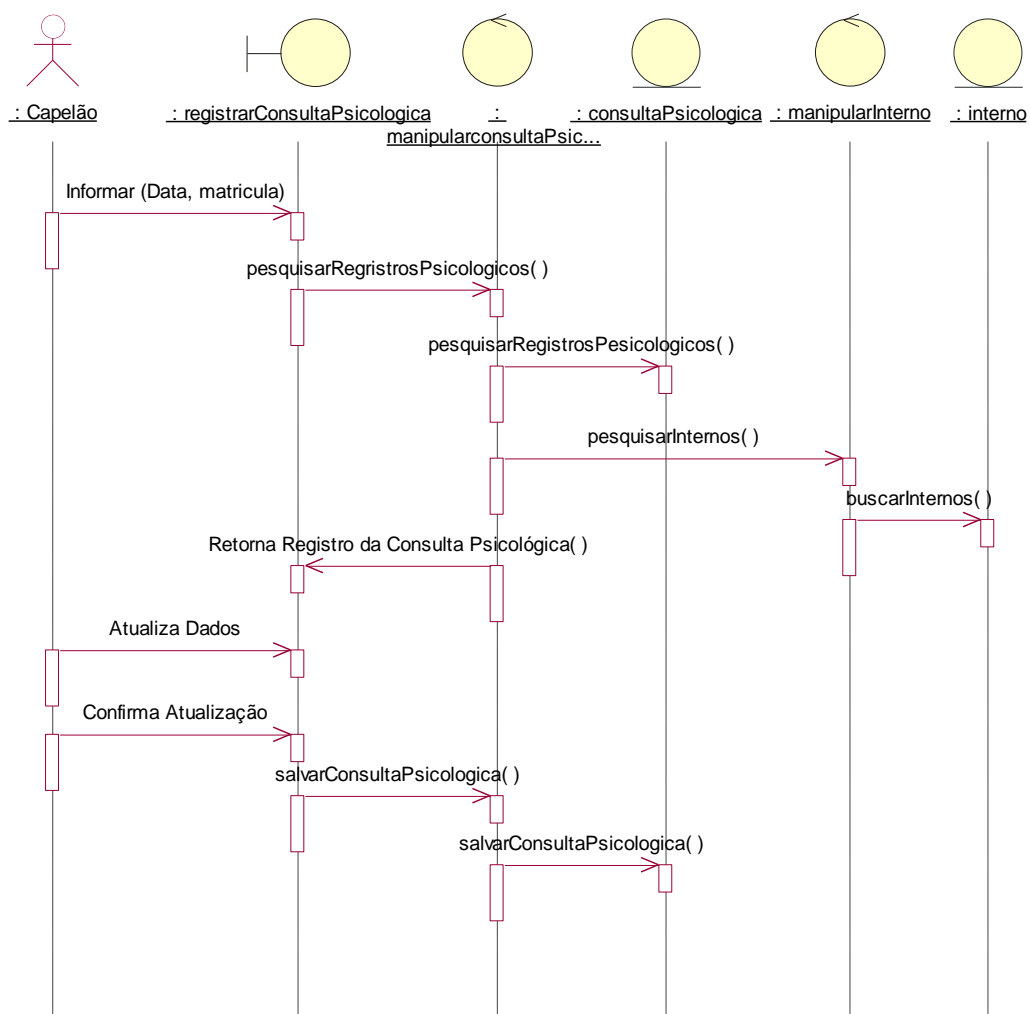 : Capelão
: registrarConsultaPsicologica
:
manipularconsultaPsic...
: consultaPsicologica
: manipularInterno
: interno
Informar (Data, matricula)
pesquisarRegristrosPsicologicos( )
pesquisarRegistrosPesicologicos( )
pesquisarInternos( )
buscarInternos( )
Retorna Registro da Consulta Psicológica( )
Atualiza Dados
Confirma Atualização
salvarConsultaPsicologica( )
salvarConsultaPsicologica( )